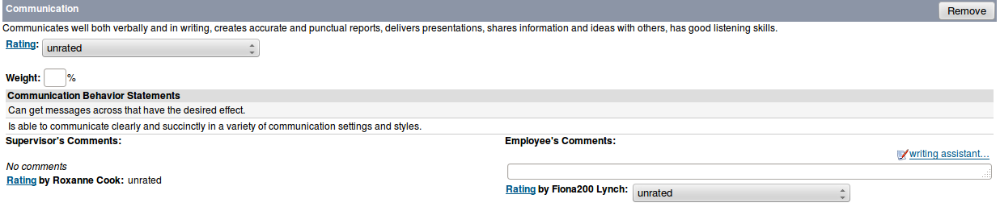 Communication
Remove
Communicates well both verbally and in writing, creates accurate and punctual reports, delivers presentations, shares information and ideas with others, has good listening skills.
Rating: unrated
Weight: %
Communication Behavior Statements
Can get messages across that have the desired effect.
Is able to communicate clearly and succinctly in a variety of communication settings and styles.
Supervisor's Comments:
No comments
Rating by Roxanne Cook: unrated
Employee's Comments:
writing assistant...
Rating by Fiona200 Lynch: unrated